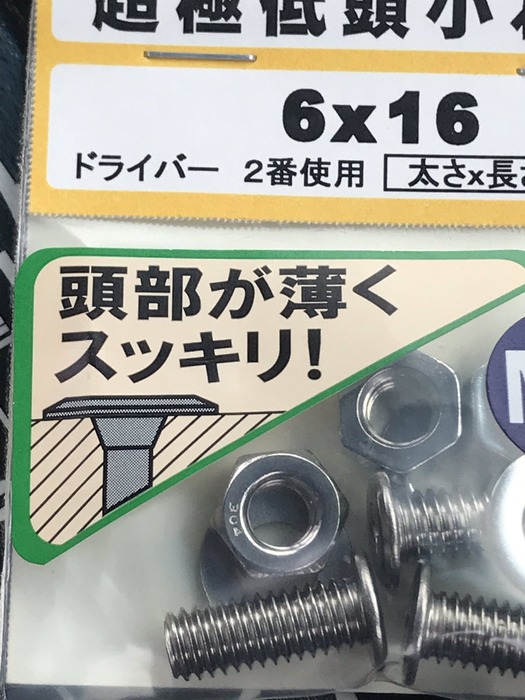 超極低頭小
6x16
ドライバー 2番使用 太さx長さ
頭部が薄く
スッキリ!
304